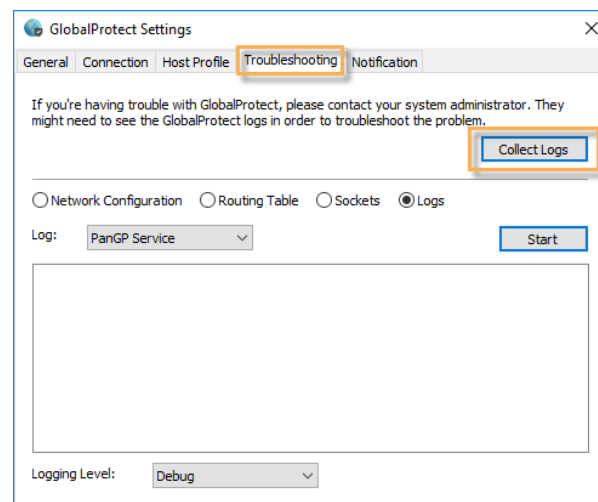 GlobalProtect Settings
General Connection Host Profile Troubleshooting Notification
If you're having trouble with GlobalProtect, please contact your system administrator. They
might need to see the GlobalProtect logs in order to troubleshoot the problem.
Collect Logs
Network Configuration Routing Table Sockets Logs
Log: PanGP Service Start
Logging Level: Debug